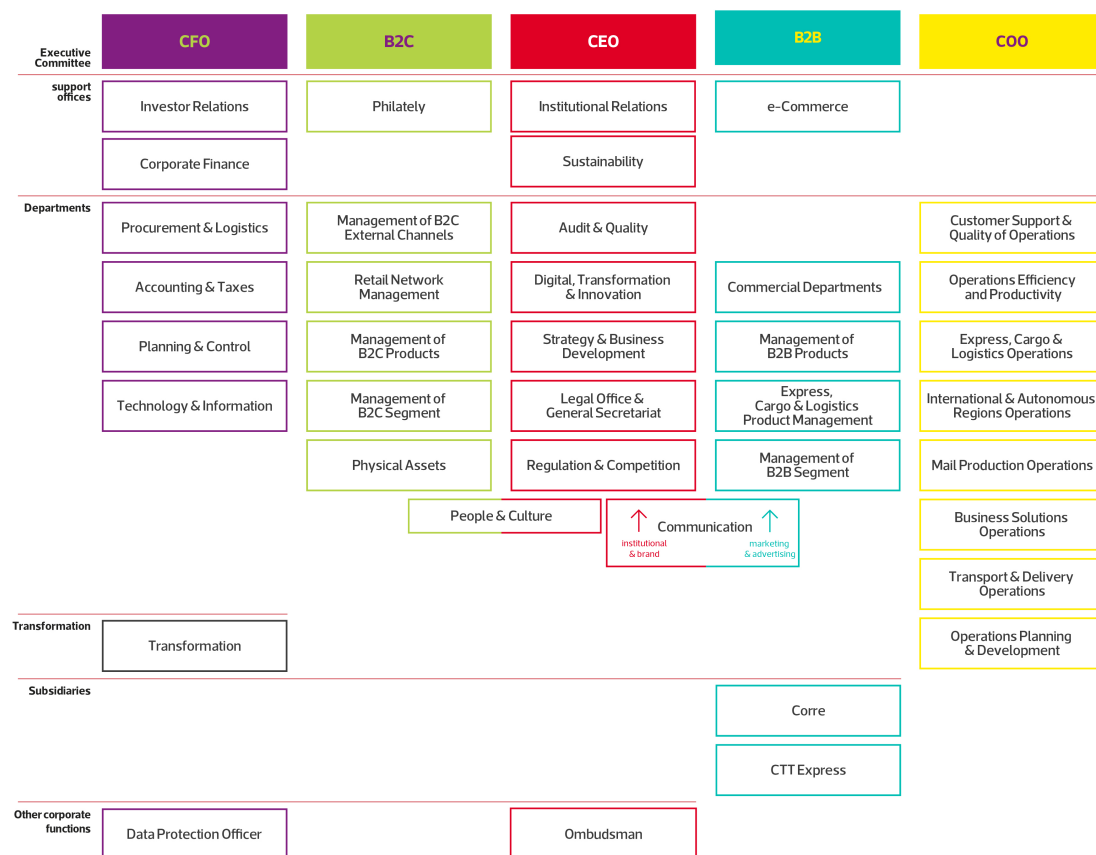 CFO
B2C
CEO
B2B
COO
Executive
Committee
support
offices
Investor Relations
Philately
Institutional Relations
e-Commerce
Corporate Finance
Sustainability
Departments
Procurement & Logistics
Management of B2C
External Channels
Audit & Quality
Customer Support &
Quality of Operations
Accounting & Taxes
Retail Network
Management
Digital, Transformation
& Innovation
Commercial Departments
Operations Efficiency
and Productivity
Planning & Control
Management of
B2C Products
Strategy & Business
Development
Management of
B2B Products
Express, Cargo &
Logistics Operations
Technology & Information
Management of
B2C Segment
Legal Office &
General Secretariat
Express,
Cargo & Logistics
Product Management
International & Autonomous
Regions Operations
Physical Assets
Regulation & Competition
Management of
B2B Segment
Mail Production Operations
People & Culture
Communication
institutional
& brand
marketing
& advertising
Business Solutions
Operations
Transport & Delivery
Operations
Transformation
Transformation
Operations Planning
& Development
Subsidiaries
Corre
CTT Express
Other corporate
functions
Data Protection Officer
Ombudsman